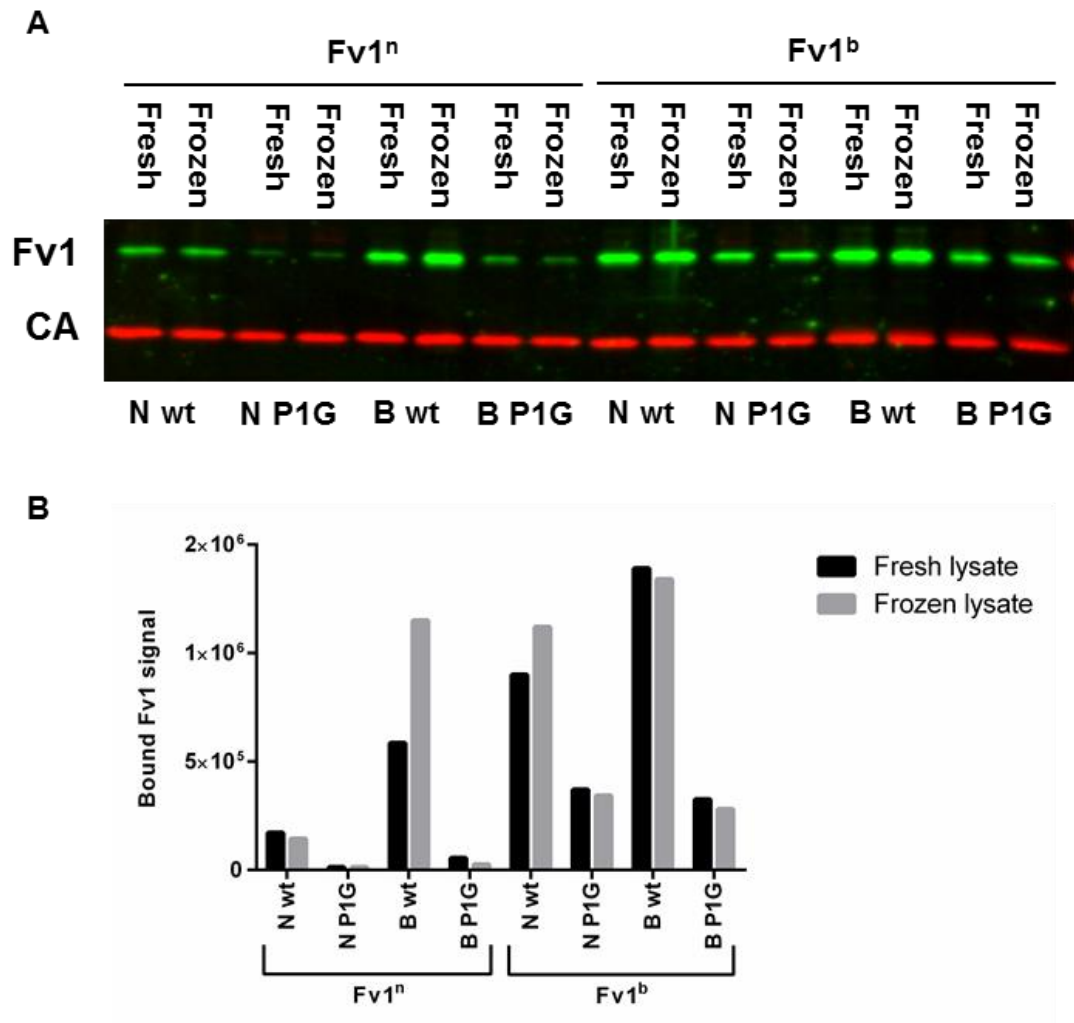 A
Fv1ⁿ Fv1ᵇ
Fresh Frozen Fresh Frozen Fresh Frozen Fresh Frozen Fresh Frozen Fresh Frozen Fresh Frozen Fresh Frozen
Fv1
CA
N wt N P1G B wt B P1G N wt N P1G B wt B P1G
B
2×10⁶
1×10⁶
5×10⁵
0
Bound Fv1 signal
Fresh lysate
Frozen lysate
N wt N P1G B wt B P1G N wt N P1G B wt B P1G
Fv1ⁿ Fv1ᵇ